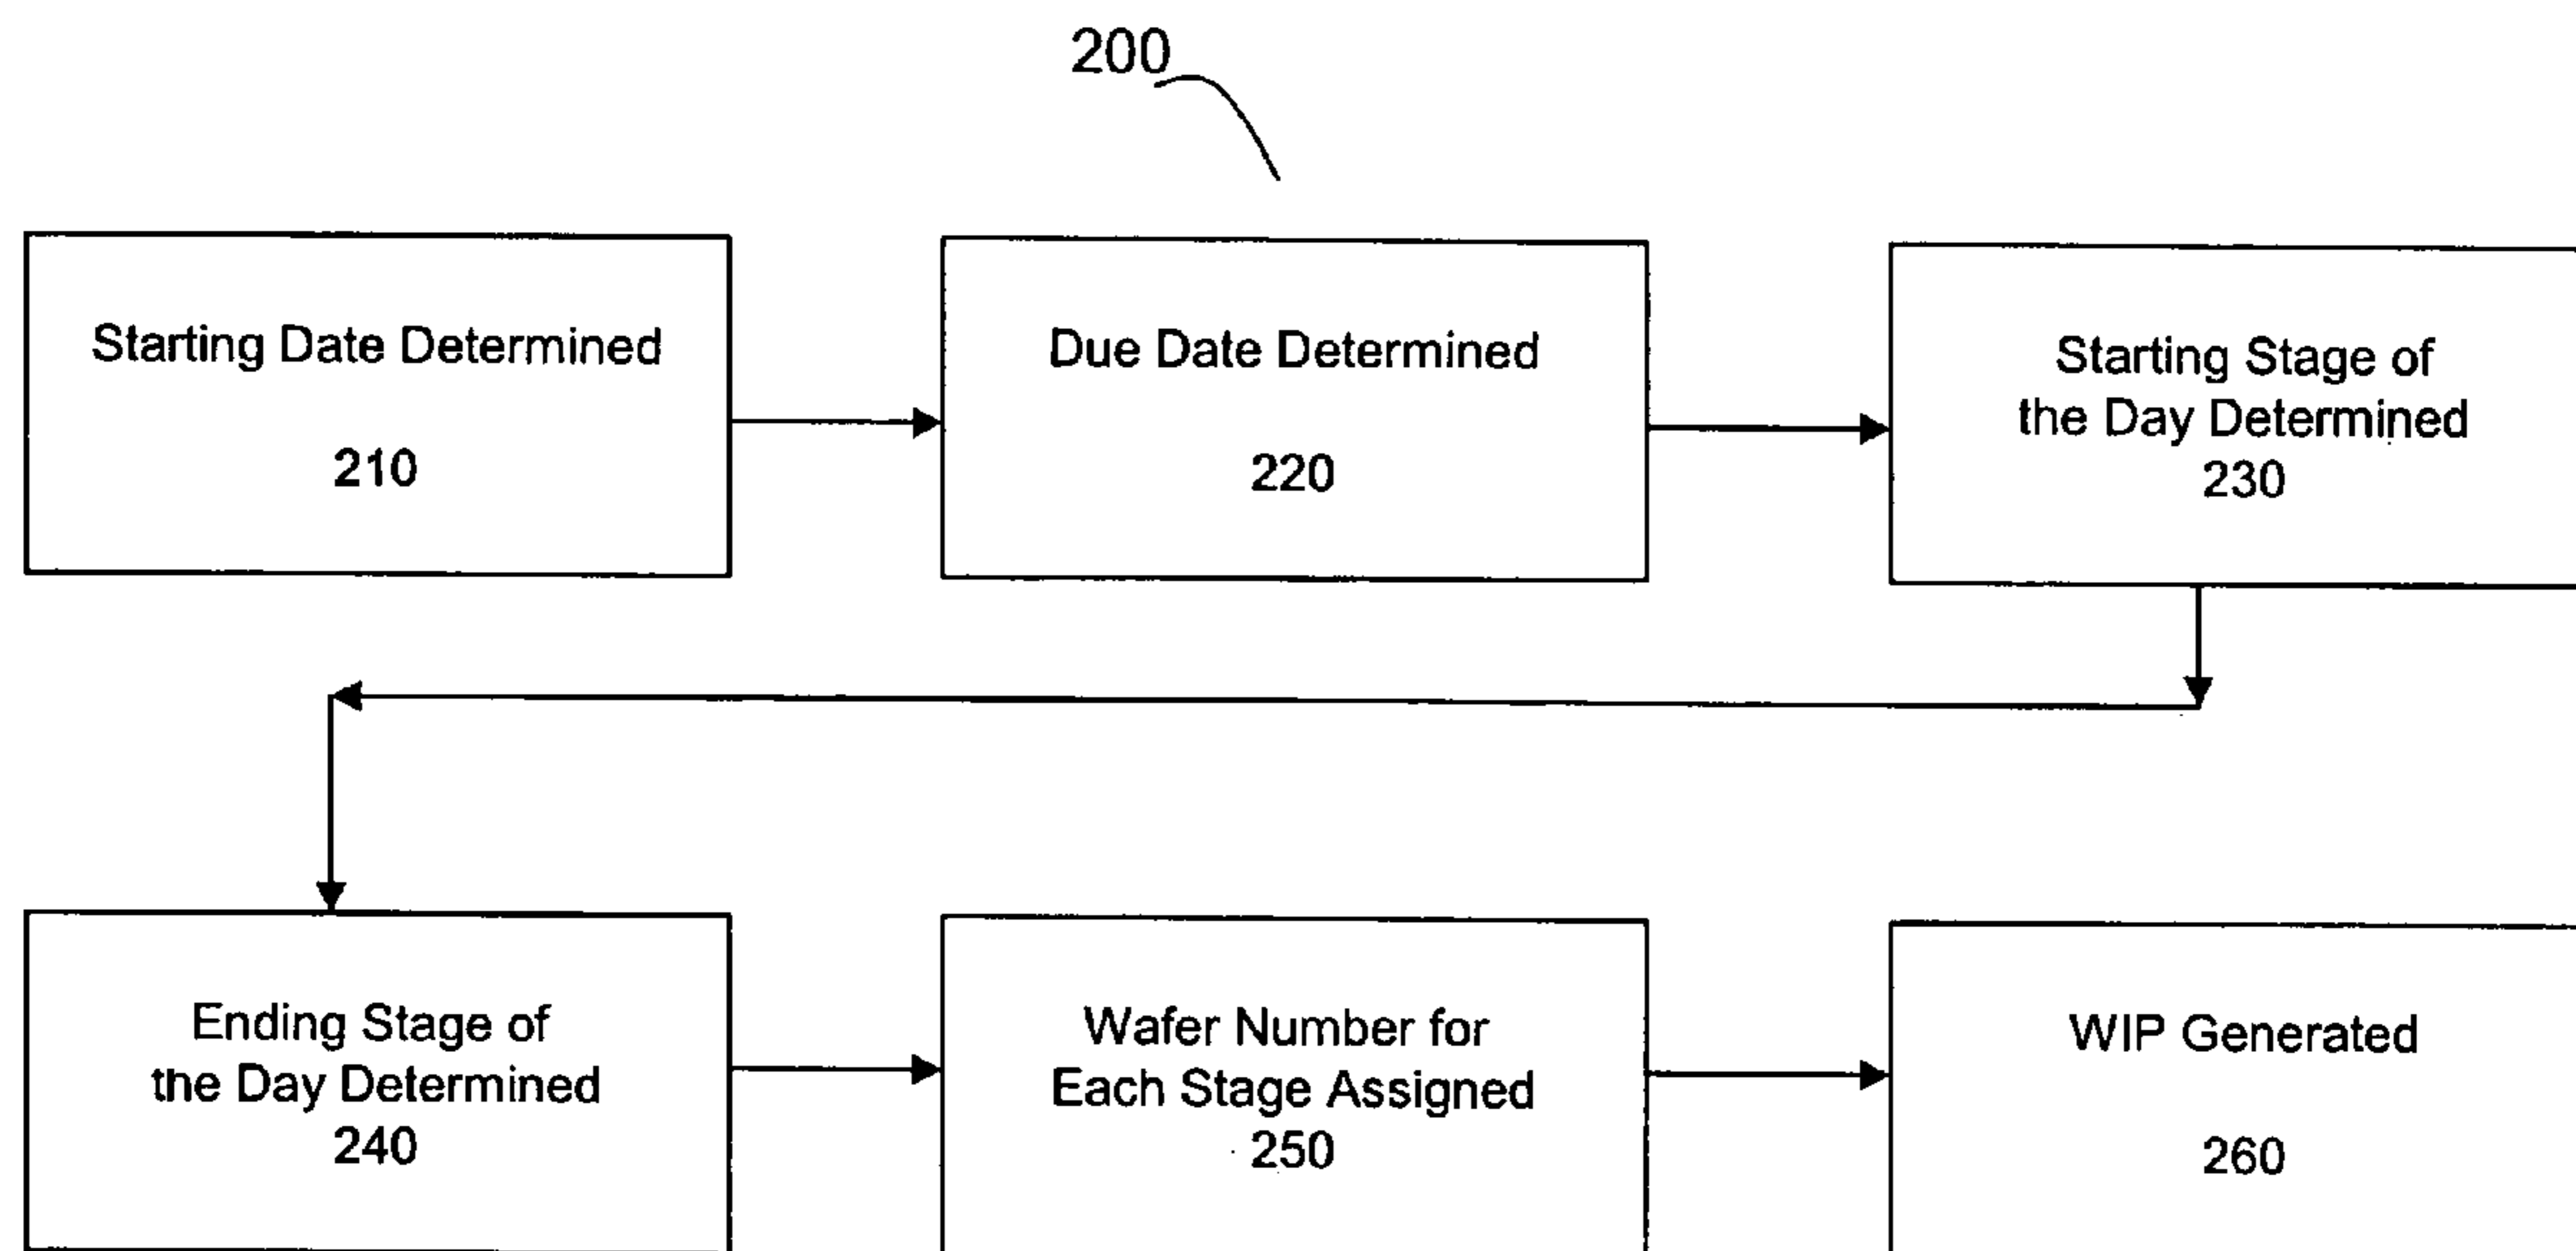 200
Starting Date Determined
210
Due Date Determined
220
Starting Stage of
the Day Determined
230
Ending Stage of
the Day Determined
240
Wafer Number for
Each Stage Assigned
250
WIP Generated
260